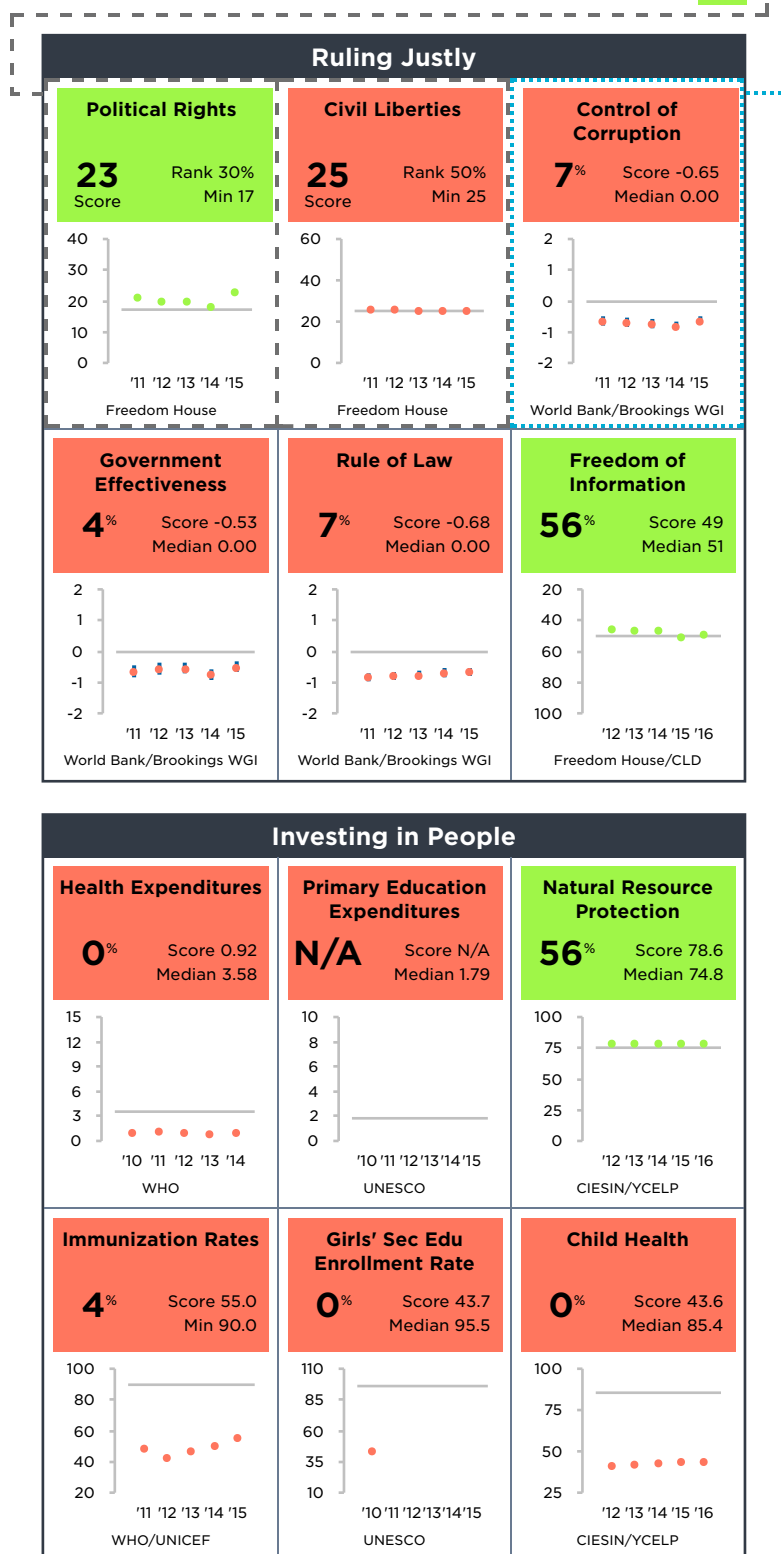 Ruling Justly
Political Rights
23
Score
Rank 30%
Min 17
40
30
20
10
0
'11 '12 '13 '14 '15
Freedom House
Civil Liberties
25
Score
Rank 50%
Min 25
60
40
20
0
'11 '12 '13 '14 '15
Freedom House
Control of
Corruption
7%
Score -0.65
Median 0.00
2
1
0
-1
-2
'11 '12 '13 '14 '15
World Bank/Brookings WGI
Government
Effectiveness
4%
Score -0.53
Median 0.00
2
1
0
-1
-2
'11 '12 '13 '14 '15
World Bank/Brookings WGI
Rule of Law
7%
Score -0.68
Median 0.00
2
1
0
-1
-2
'11 '12 '13 '14 '15
World Bank/Brookings WGI
Freedom of
Information
56%
Score 49
Median 51
20
40
60
80
100
'12 '13 '14 '15 '16
Freedom House/CLD
Investing in People
Health Expenditures
0%
Score 0.92
Median 3.58
15
12
9
6
3
0
'10 '11 '12 '13 '14
WHO
Primary Education
Expenditures
N/A
Score N/A
Median 1.79
10
8
6
4
2
0
'10 '11 '12 '13 '14 '15
UNESCO
Natural Resource
Protection
56%
Score 78.6
Median 74.8
100
75
50
25
0
'12 '13 '14 '15 '16
CIESIN/YCELP
Immunization Rates
4%
Score 55.0
Min 90.0
100
80
60
40
20
'11 '12 '13 '14 '15
WHO/UNICEF
Girls' Sec Edu
Enrollment Rate
0%
Score 43.7
Median 95.5
110
85
60
35
10
'10 '11 '12 '13 '14 '15
UNESCO
Child Health
0%
Score 43.6
Median 85.4
100
75
50
25
'12 '13 '14 '15 '16
CIESIN/YCELP